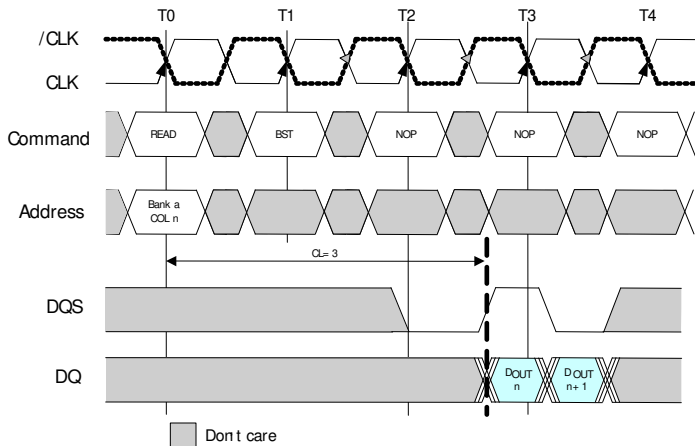 T0 T1 T2 T3 T4
/CLK
CLK
Command READ BST NOP NOP NOP
Address Bank a
COL n
CL= 3
DQS
DQ DOUT
n DOUT
n+ 1
Don't care